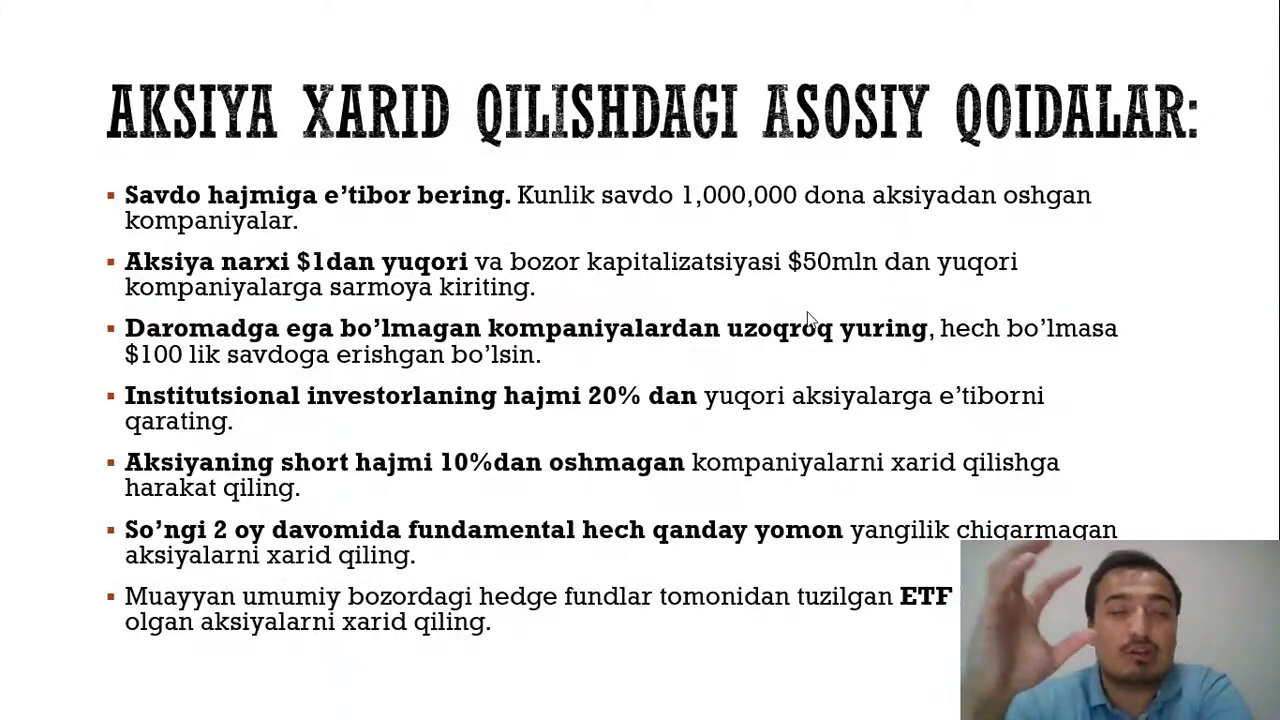 AKSIYA XARID QILISHDAGI ASOSIY QOIDALAR:
▪ Savdo hajmiga e’tibor bering. Kunlik savdo 1,000,000 dona aksiyadan oshgan
kompaniyalar.
▪ Aksiya narxi $1dan yuqori va bozor kapitalizatsiyasi $50mln dan yuqori
kompaniyalarga sarmoya kiriting.
▪ Daromadga ega bo’lmagan kompaniyalardan uzoqroq yuring, hech bo’lmasa
$100 lik savdoga erishgan bo’lsin.
▪ Institutsional investorlaning hajmi 20% dan yuqori aksiyalarga e’tiborni
qarating.
▪ Aksiyaning short hajmi 10%dan oshmagan kompaniyalarni xarid qilishga
harakat qiling.
▪ So’ngi 2 oy davomida fundamental hech qanday yomon yangilik chiqarmagan
aksiyalarni xarid qiling.
▪ Muayyan umumiy bozordagi hedge fundlar tomonidan tuzilgan ETF
olgan aksiyalarni xarid qiling.